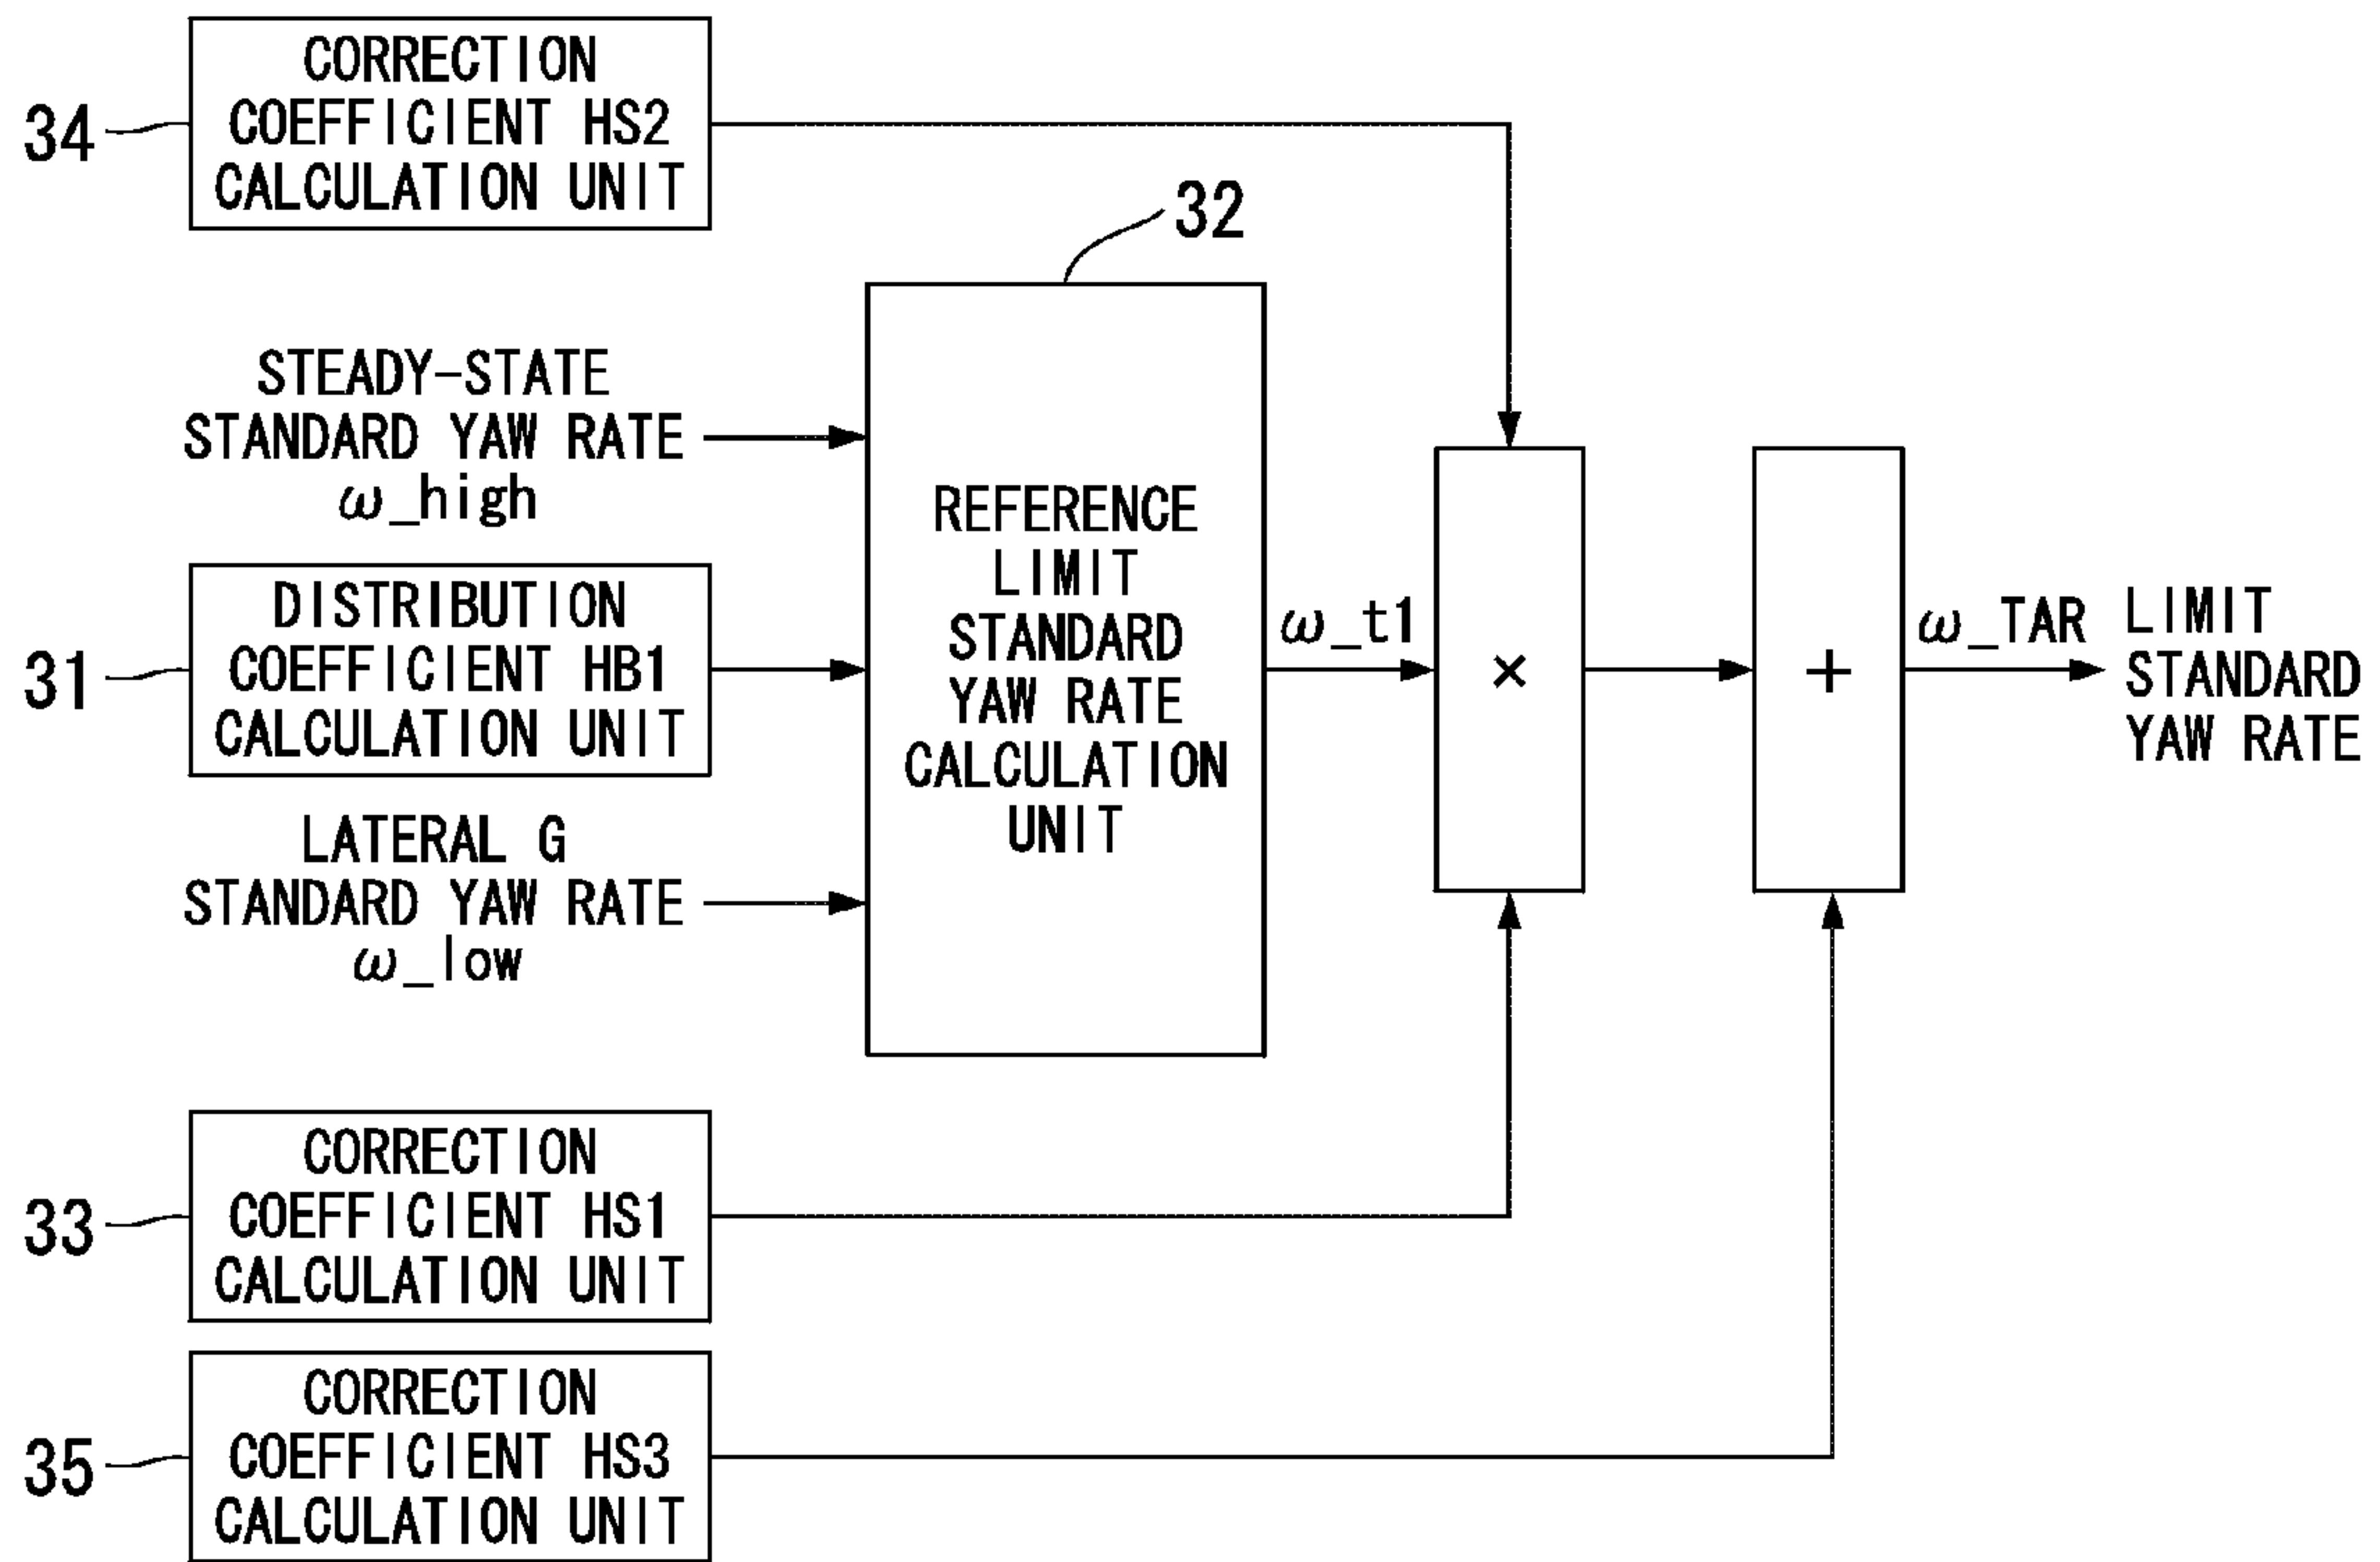 34
CORRECTION
COEFFICIENT HS2
CALCULATION UNIT
32
STEADY-STATE
STANDARD YAW RATE
ω_high
31
DISTRIBUTION
COEFFICIENT HB1
CALCULATION UNIT
LATERAL G
STANDARD YAW RATE
ω_low
REFERENCE
LIMIT
STANDARD
YAW RATE
CALCULATION
UNIT
ω_t1
×
+
ω_TAR
LIMIT
STANDARD
YAW RATE
33
CORRECTION
COEFFICIENT HS1
CALCULATION UNIT
35
CORRECTION
COEFFICIENT HS3
CALCULATION UNIT